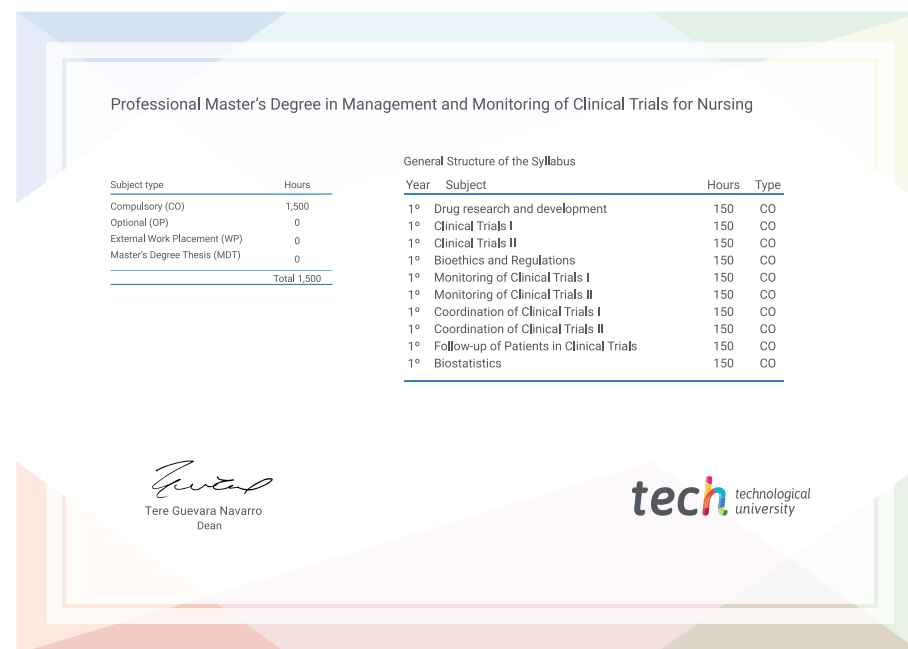 Professional Master's Degree in Management and Monitoring of Clinical Trials for Nursing
Subject type Hours
Compulsory (CO) 1,500
Optional (OP) 0
External Work Placement (WP) 0
Master's Degree Thesis (MDT) 0
Total 1,500
General Structure of the Syllabus
Year Subject Hours Type
1º Drug research and development 150 CO
1º Clinical Trials I 150 CO
1º Clinical Trials II 150 CO
1º Bioethics and Regulations 150 CO
1º Monitoring of Clinical Trials I 150 CO
1º Monitoring of Clinical Trials II 150 CO
1º Coordination of Clinical Trials I 150 CO
1º Coordination of Clinical Trials II 150 CO
1º Follow-up of Patients in Clinical Trials 150 CO
1º Biostatistics 150 CO
Tere Guevara Navarro
Dean
tech technological
university